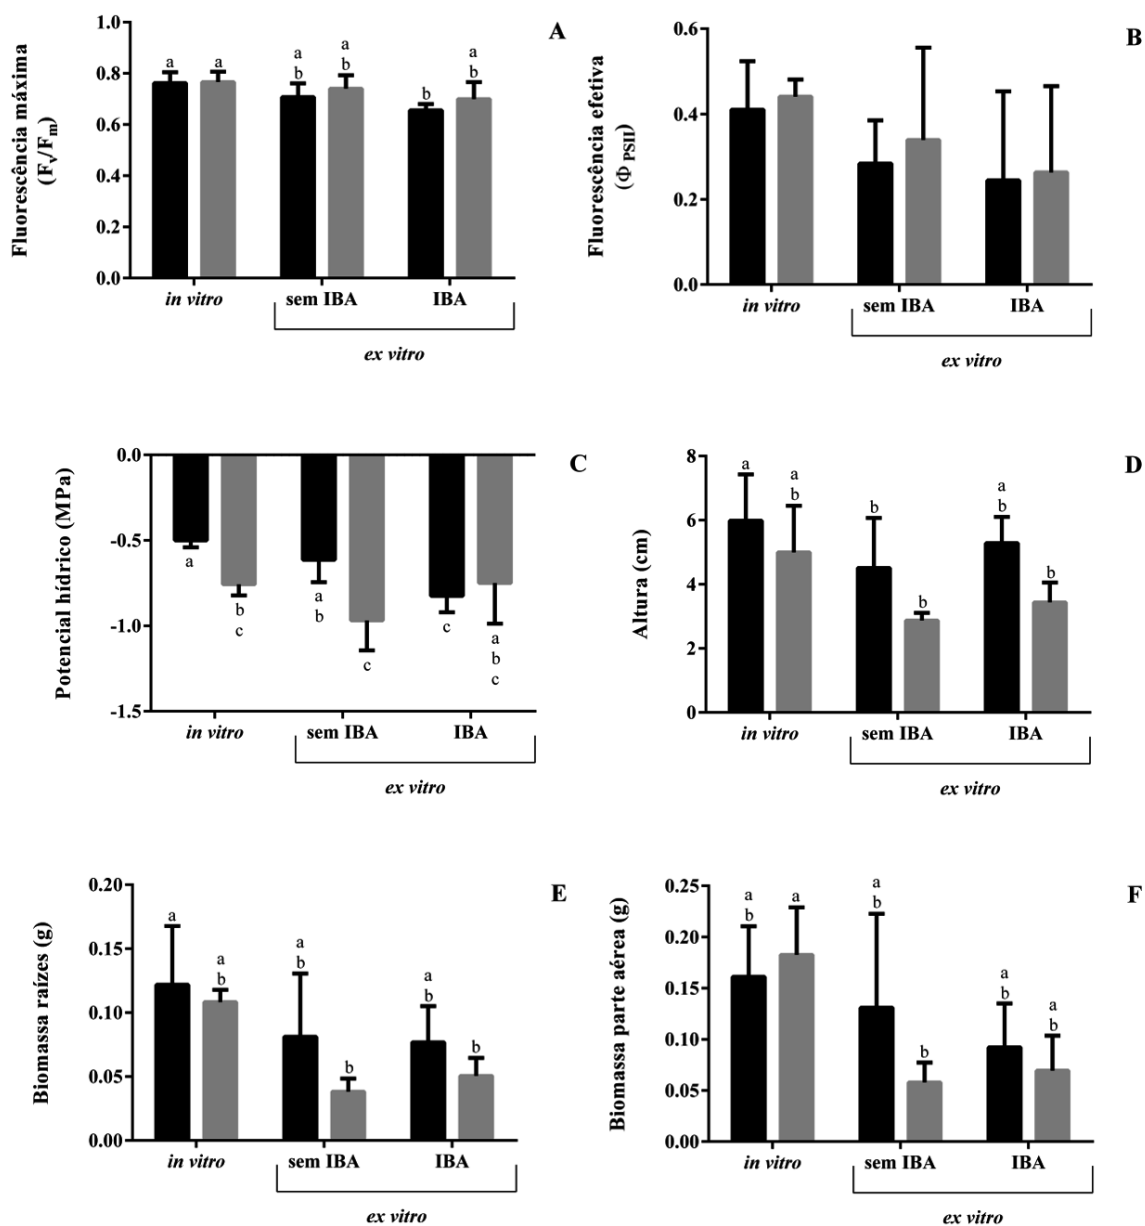 A
Fluorescência máxima
(Fv/Fm)
1.0
0.8
0.6
0.4
0.2
0.0
a
a
a
b
a
b
b
a
b
in vitro
sem IBA
IBA
ex vitro
B
Fluorescência efetiva
(Φ PSII)
0.6
0.4
0.2
0.0
in vitro
sem IBA
IBA
ex vitro
C
Potencial hídrico (MPa)
0.0
-0.5
-1.0
-1.5
a
b
c
a
b
c
c
a
b
c
in vitro
sem IBA
IBA
ex vitro
D
Altura (cm)
8
6
4
2
0
a
a
b
b
b
a
b
b
in vitro
sem IBA
IBA
ex vitro
E
Biomassa raízes (g)
0.20
0.15
0.10
0.05
0.00
a
a
b
a
b
b
a
b
b
in vitro
sem IBA
IBA
ex vitro
F
Biomassa parte aérea (g)
0.25
0.20
0.15
0.10
0.05
0.00
a
b
a
a
b
b
a
b
a
b
in vitro
sem IBA
IBA
ex vitro